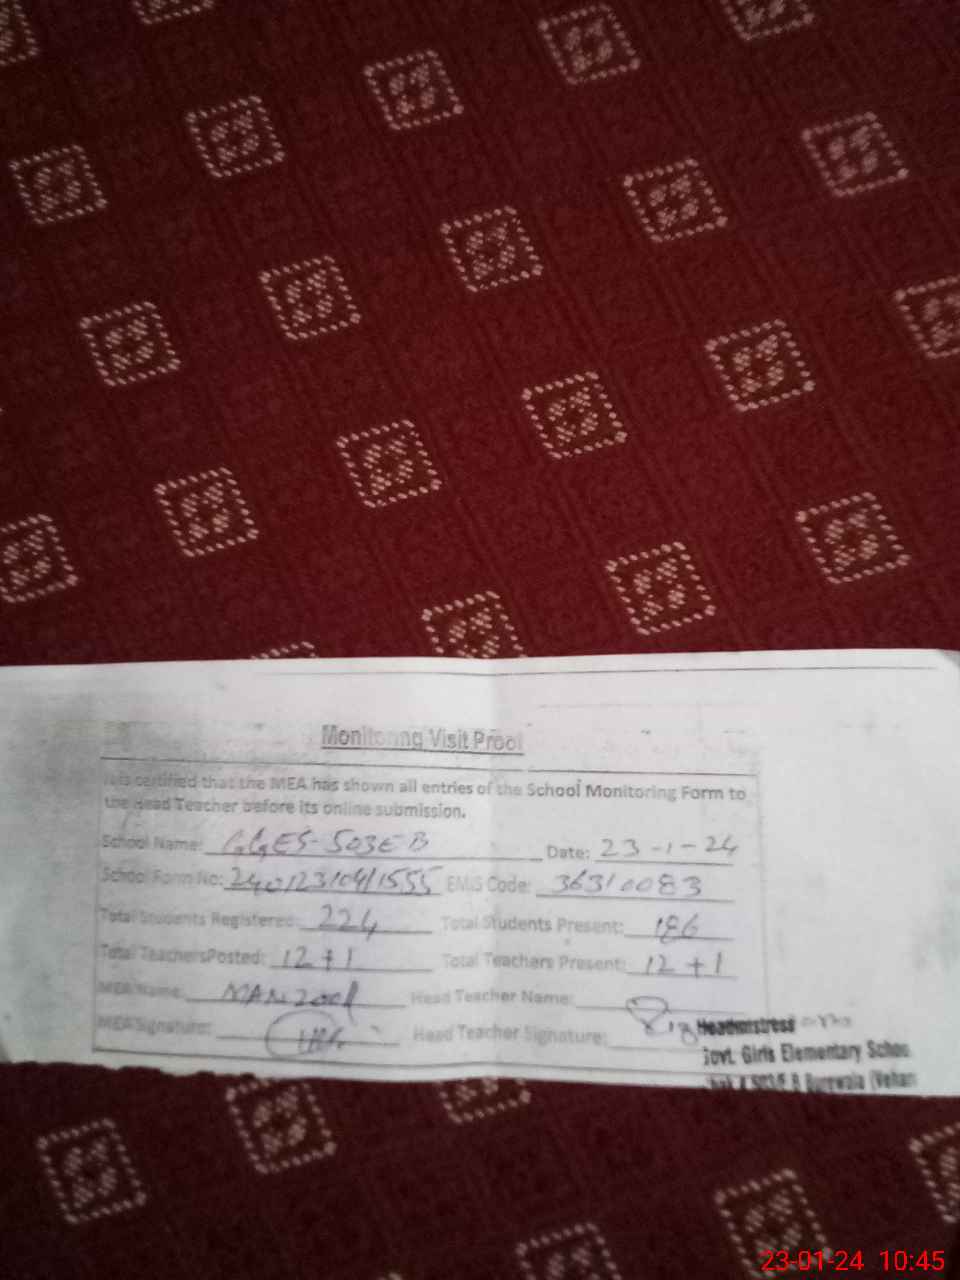 Monitoring Visit Proof
It is certified that the MEA has shown all entries of the School Monitoring Form to
the Head Teacher before its online submission.
School Name: GGES-503EB Date: 23-1-24
School Form No: 240123104/1555 EMIS Code: 36310083
Total Students Registered: 224 Total Students Present: 186
Total TeachersPosted: 12+1 Total Teachers Present: 12+1
MEA Name: MANZOOR Head Teacher Name:
MEA Signature: Head Teacher Signature:
Headmistress
Govt. Girls Elementary School
Burewala (Vehari
23-01-24 10:45